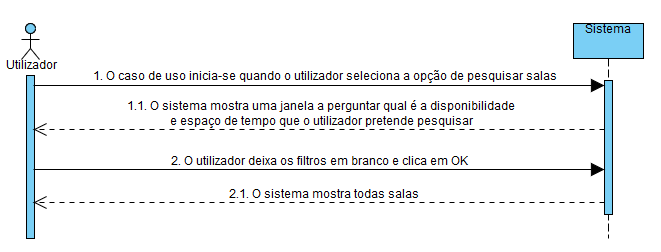 Sistema
Utilizador
1. O caso de uso inicia-se quando o utilizador seleciona a opção de pesquisar salas
1.1. O sistema mostra uma janela a perguntar qual é a disponibilidade
e espaço de tempo que o utilizador pretende pesquisar
2. O utilizador deixa os filtros em branco e clica em OK
2.1. O sistema mostra todas salas